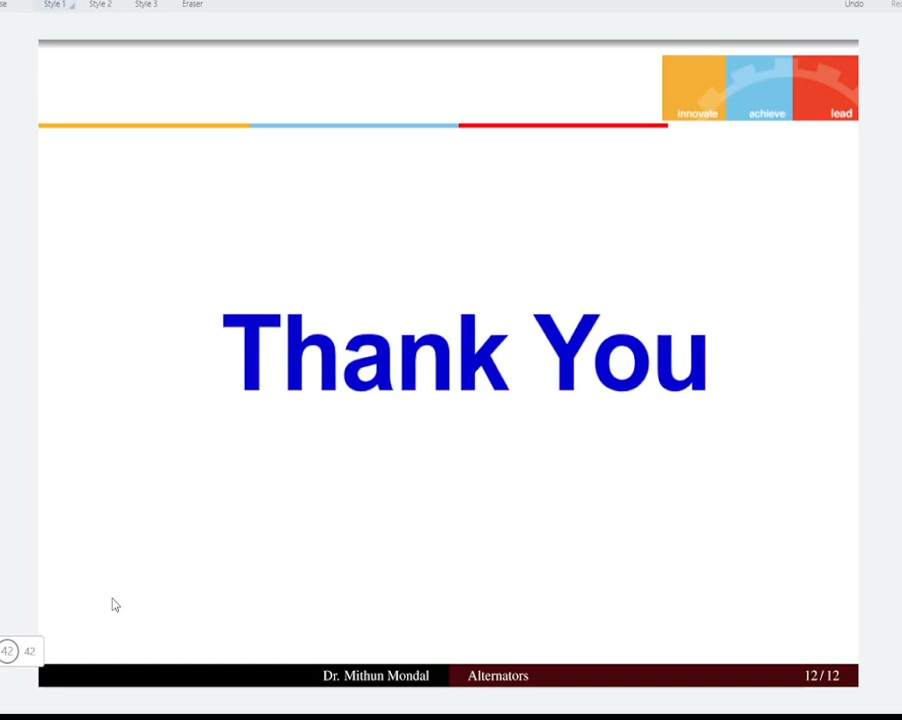 Style 1 Style 2 Style 3 Eraser Undo
innovate achieve lead
Thank You
42 42
Dr. Mithun Mondal Alternators 12 / 12